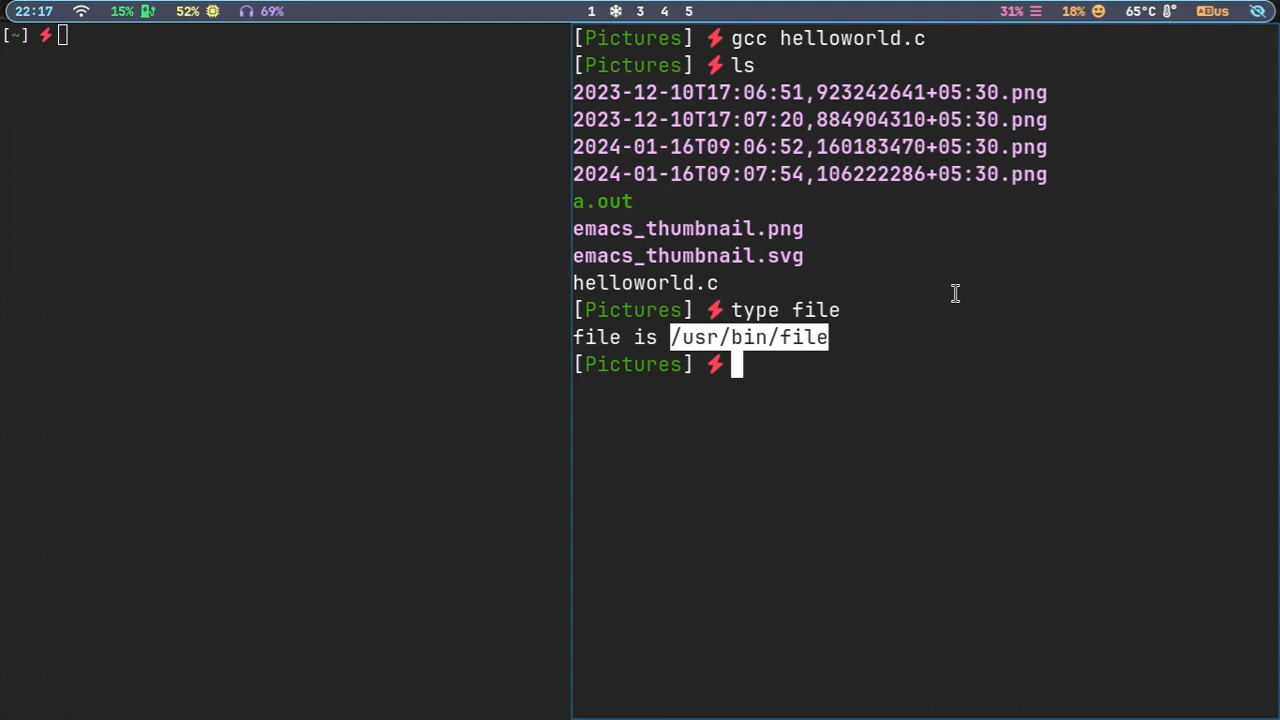 22:17 15% 52% 69% 1 3 4 5 31% 18% 65°C us
[~]
[Pictures] gcc helloworld.c
[Pictures] ls
2023-12-10T17:06:51,923242641+05:30.png
2023-12-10T17:07:20,884904310+05:30.png
2024-01-16T09:06:52,160183470+05:30.png
2024-01-16T09:07:54,106222286+05:30.png
a.out
emacs_thumbnail.png
emacs_thumbnail.svg
helloworld.c
[Pictures] type file
file is /usr/bin/file
[Pictures]